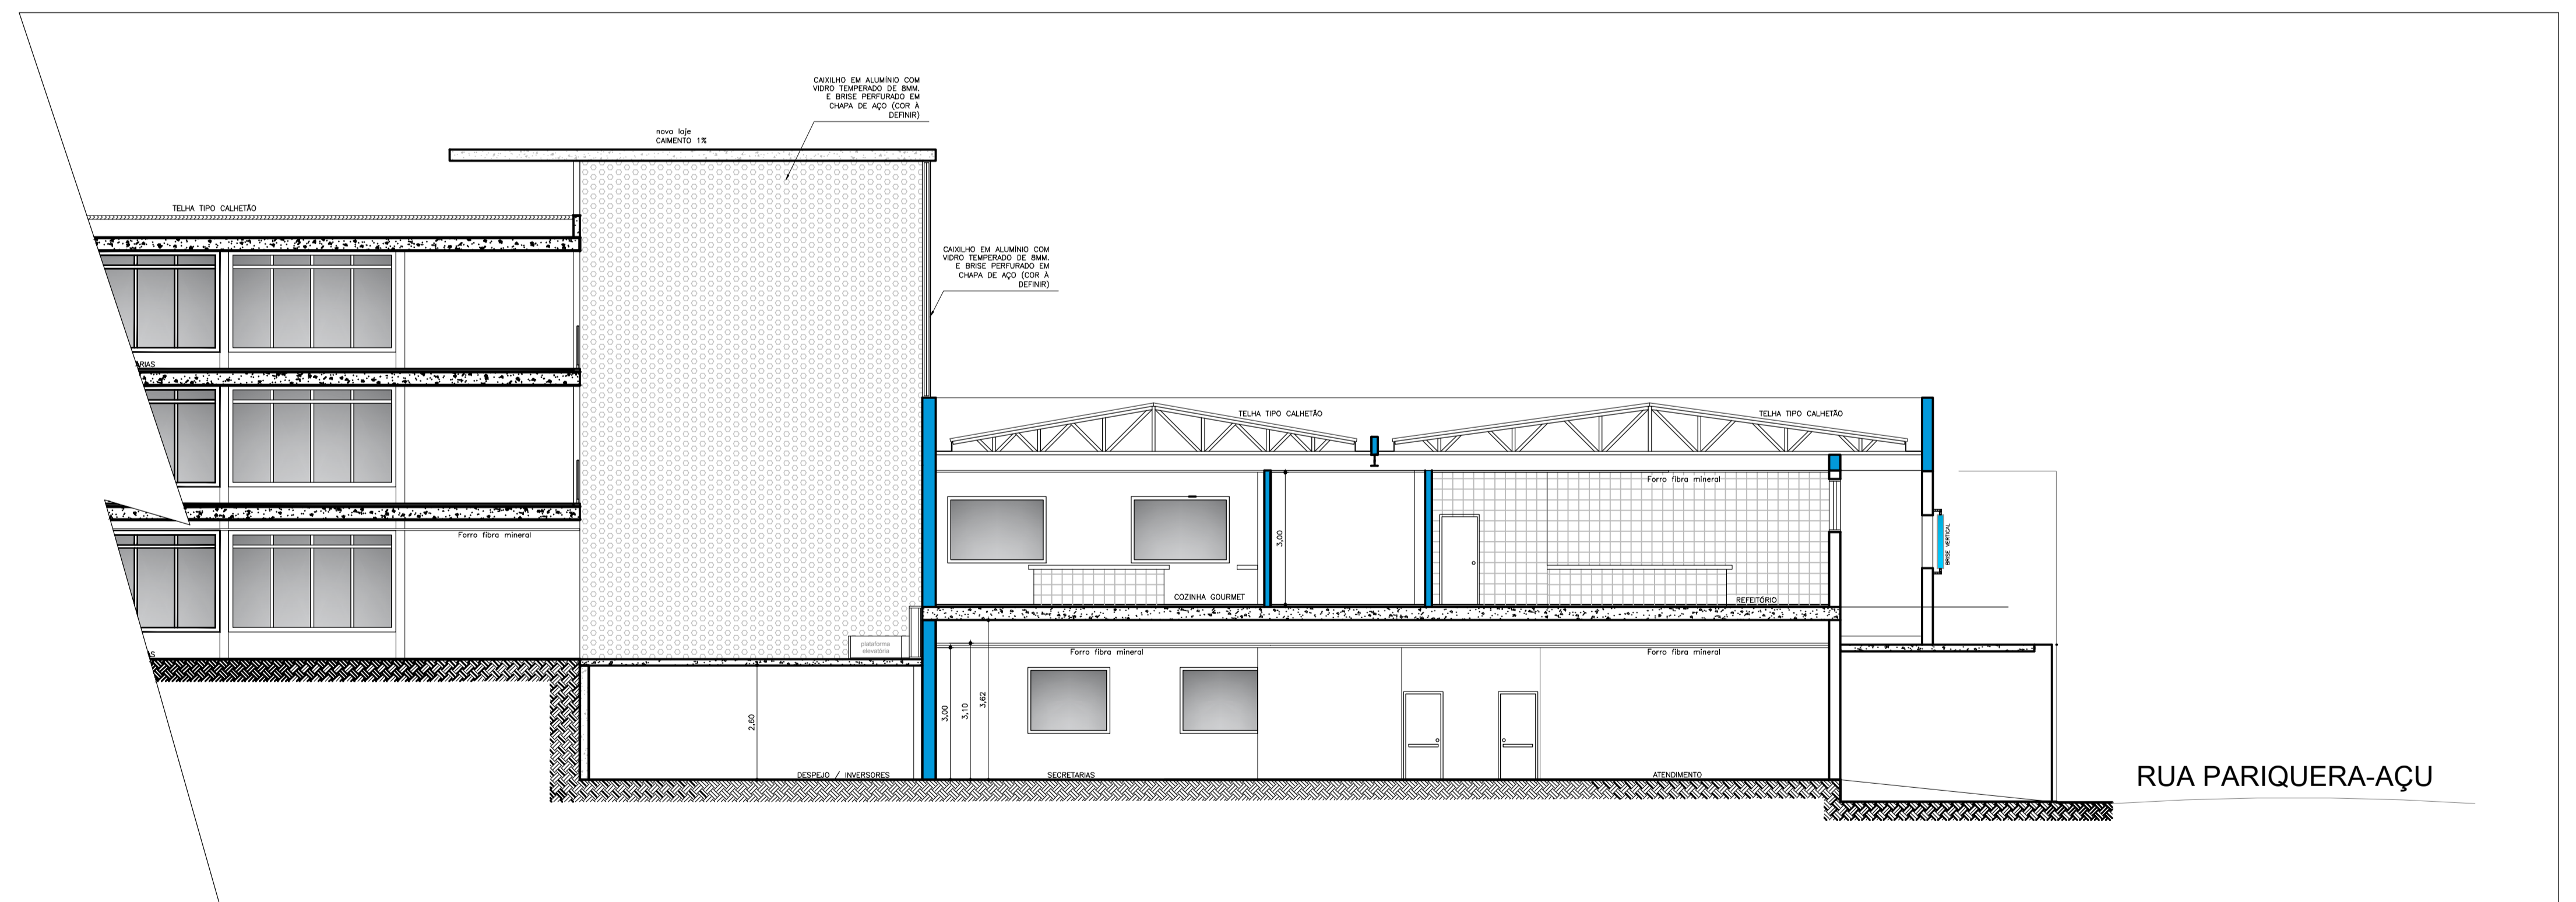 CAIXILHO EM ALUMÍNIO COM
VIDRO TEMPERADO DE 8MM.
E BRISE PERFURADO EM
CHAPA DE AÇO (COR À
DEFINIR)
nova laje
CAIMENTO 1%
TELHA TIPO CALHETÃO
CAIXILHO EM ALUMÍNIO COM
VIDRO TEMPERADO DE 8MM.
E BRISE PERFURADO EM
CHAPA DE AÇO (COR À
DEFINIR)
ARIAS
TELHA TIPO CALHETÃO
TELHA TIPO CALHETÃO
Forro fibra mineral
Forro fibra mineral
3,00
BRISE VERTICAL
COZINHA GOURMET
REFEITÓRIO
plataforma
elevatória
AS
Forro fibra mineral
Forro fibra mineral
2,60
3,00
3,10
3,62
DESPEJO / INVERSORES
SECRETARIAS
ATENDIMENTO
RUA PARIQUERA-AÇU